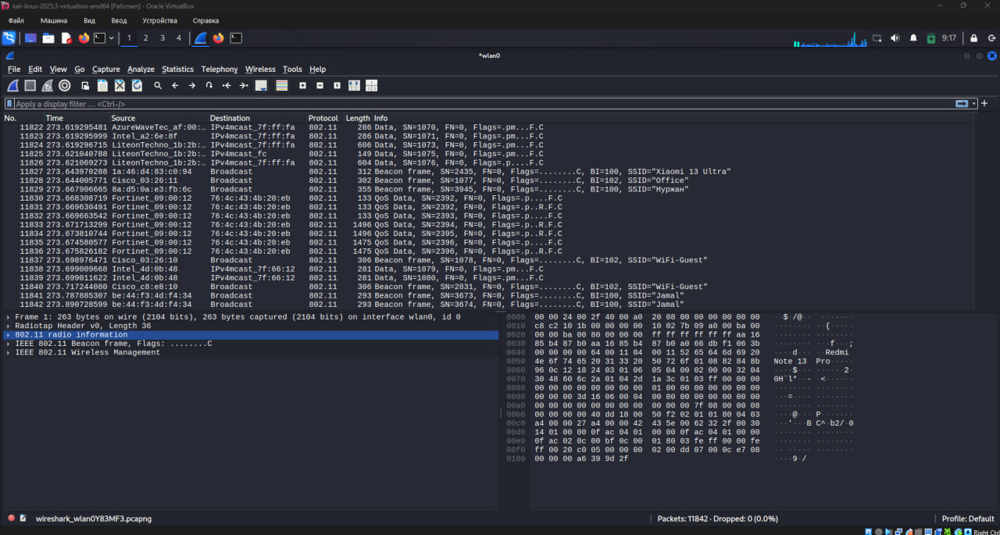 kali-linux-2025.3-virtualbox-amd64 [Работает] - Oracle VirtualBox
Файл Машина Вид Ввод Устройства Справка
1 2 3 4 9:17
*wlan0
File Edit View Go Capture Analyze Statistics Telephony Wireless Tools Help
Apply a display filter ... <Ctrl-/>
No. Time Source Destination Protocol Length Info
11822 273.619295481 AzureWaveTec_af:00:… IPv4mcast_7f:ff:fa 802.11 286 Data, SN=1070, FN=0, Flags=.pm...F.C
11823 273.619295999 Intel_a2:6e:8f IPv4mcast_7f:ff:fa 802.11 286 Data, SN=1071, FN=0, Flags=.pm...F.C
11824 273.619296715 LiteonTechno_1b:2b:… IPv4mcast_7f:ff:fa 802.11 606 Data, SN=1073, FN=0, Flags=.pm...F.C
11825 273.621040788 LiteonTechno_1b:2b:… IPv4mcast_fc 802.11 149 Data, SN=1075, FN=0, Flags=.pm...F.C
11826 273.621069273 LiteonTechno_1b:2b:… IPv4mcast_7f:ff:fa 802.11 604 Data, SN=1076, FN=0, Flags=.p....F.C
11827 273.643970288 1a:46:d4:83:c0:94 Broadcast 802.11 312 Beacon frame, SN=2435, FN=0, Flags=........C, BI=100, SSID="Xiaomi 13 Ultra"
11828 273.644005771 Cisco_03:26:11 Broadcast 802.11 302 Beacon frame, SN=1077, FN=0, Flags=........C, BI=102, SSID="Office"
11829 273.667906665 8a:d5:0a:e3:fb:6c Broadcast 802.11 355 Beacon frame, SN=3945, FN=0, Flags=........C, BI=100, SSID="Нуржан"
11830 273.668308719 Fortinet_09:00:12 76:4c:43:4b:20:eb 802.11 133 QoS Data, SN=2392, FN=0, Flags=.p....F.C
11831 273.669630491 Fortinet_09:00:12 76:4c:43:4b:20:eb 802.11 133 QoS Data, SN=2392, FN=0, Flags=.p..R.F.C
11832 273.669663542 Fortinet_09:00:12 76:4c:43:4b:20:eb 802.11 133 QoS Data, SN=2393, FN=0, Flags=.p....F.C
11833 273.671713299 Fortinet_09:00:12 76:4c:43:4b:20:eb 802.11 1496 QoS Data, SN=2394, FN=0, Flags=.p..R.F.C
11834 273.673810744 Fortinet_09:00:12 76:4c:43:4b:20:eb 802.11 1496 QoS Data, SN=2395, FN=0, Flags=.p..R.F.C
11835 273.674580577 Fortinet_09:00:12 76:4c:43:4b:20:eb 802.11 1475 QoS Data, SN=2396, FN=0, Flags=.p....F.C
11836 273.675826182 Fortinet_09:00:12 76:4c:43:4b:20:eb 802.11 1475 QoS Data, SN=2396, FN=0, Flags=.p..R.F.C
11837 273.698976471 Cisco_03:26:10 Broadcast 802.11 306 Beacon frame, SN=1078, FN=0, Flags=........C, BI=102, SSID="WiFi-Guest"
11838 273.699009668 Intel_4d:0b:48 IPv4mcast_7f:66:12 802.11 281 Data, SN=1079, FN=0, Flags=.pm...F.C
11839 273.699011622 Intel_4d:0b:48 IPv4mcast_7f:66:12 802.11 281 Data, SN=1080, FN=0, Flags=.pm...F.C
11840 273.717244080 Cisco_c8:e8:10 Broadcast 802.11 306 Beacon frame, SN=2831, FN=0, Flags=........C, BI=102, SSID="WiFi-Guest"
11841 273.787885307 be:44:f3:4d:f4:34 Broadcast 802.11 293 Beacon frame, SN=3673, FN=0, Flags=........C, BI=100, SSID="Jamal"
11842 273.890728599 be:44:f3:4d:f4:34 Broadcast 802.11 293 Beacon frame, SN=3674, FN=0, Flags=........C, BI=100, SSID="Jamal"
Frame 1: 263 bytes on wire (2104 bits), 263 bytes captured (2104 bits) on interface wlan0, id 0
Radiotap Header v0, Length 36
802.11 radio information
IEEE 802.11 Beacon frame, Flags: ........C
IEEE 802.11 Wireless Management
0000 00 00 24 00 2f 40 00 a0 20 08 00 00 00 00 00 00 ··$·/@·· ·······
0010 c8 c2 10 1b 00 00 00 00 10 02 7b 09 a0 00 ba 00 ··········{·····
0020 00 00 ba 00 80 00 00 00 ff ff ff ff ff ff aa 16 ················
0030 85 b4 87 b0 aa 16 85 b4 87 b0 a0 66 db f1 06 3b ···········f···;
0040 00 00 00 00 64 00 11 04 00 11 52 65 64 6d 69 20 ····d·····Redmi
0050 4e 6f 74 65 20 31 33 20 50 72 6f 01 08 82 84 8b Note 13 Pro·····
0060 96 0c 12 18 24 03 01 06 05 04 00 02 00 00 32 04 ····$·········2·
0070 30 48 60 6c 2a 01 04 2d 1a 3c 01 03 ff 00 00 00 0H`l*··-·<······
0080 00 00 00 00 00 00 00 00 01 00 00 00 00 00 00 00 ················
0090 00 00 00 3d 16 06 00 04 00 00 00 00 00 00 00 00 ···=············
00a0 00 00 00 00 00 00 00 00 00 00 00 7f 08 00 00 08 ················
00b0 00 00 00 00 40 dd 18 00 50 f2 02 01 01 80 04 03 ····@···P·······
00c0 a4 00 00 27 a4 00 00 42 43 5e 00 62 32 2f 00 30 ···'···BC^·b2/·0
00d0 14 01 00 00 0f ac 04 01 00 00 0f ac 04 01 00 00 ················
00e0 0f ac 02 0c 00 bf 0c 00 01 80 03 fe ff 00 00 fe ················
00f0 ff 00 20 c0 05 00 00 00 02 00 dd 07 00 0c e7 08 ·· ·············
0100 00 00 00 a6 39 9d 2f ····9·/
wireshark_wlan0Y83MF3.pcapng Packets: 11842 · Dropped: 0 (0.0%) Profile: Default
Right Ctrl